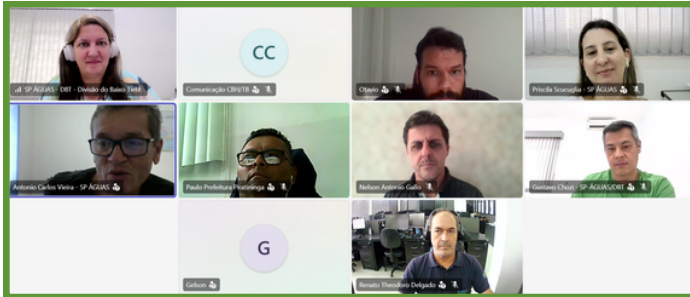 SP ÁGUAS - DBT - Divisão do Baixo Tietê
CC
Comunicação CBH/TB
Otavio
Priscila Scursulia - SP ÁGUAS
Antonio Carlos Vieira - SP ÁGUAS
Paulo Prefeitura Piratininga
Nelson Antonio Gallo
Gustavo Chozi - SP-ÁGUAS/DBT
G
Gelson
Renato Theodoro Delgado